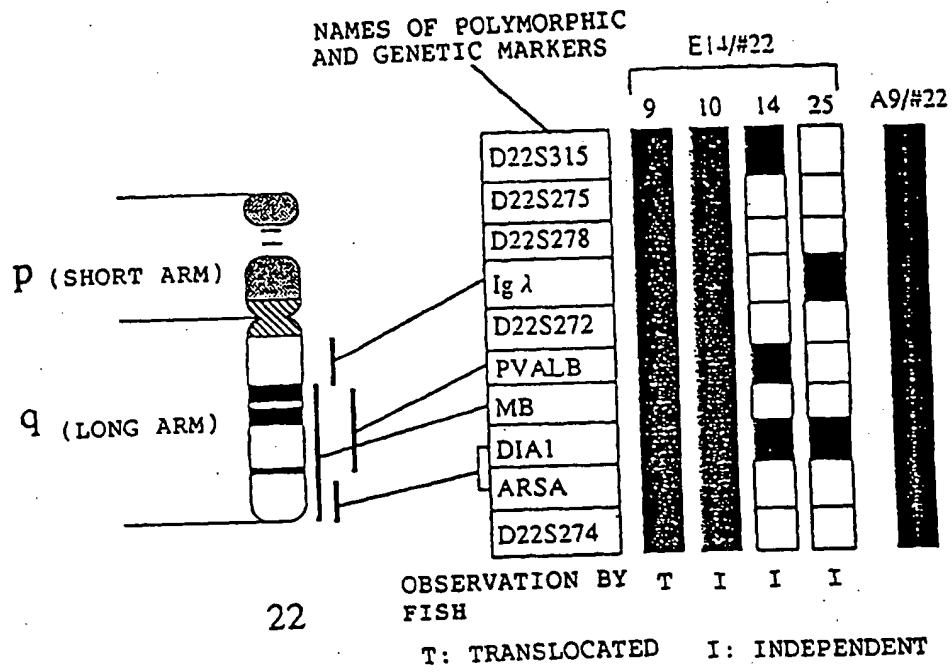 NAMES OF POLYMORPHIC
AND GENETIC MARKERS
E14/#22
9 10 14 25 A9/#22
D22S315
D22S275
D22S278
Ig λ
D22S272
PVALB
MB
DIA1
ARSA
D22S274
p (SHORT ARM)
q (LONG ARM)
22
OBSERVATION BY T I I I
FISH
T: TRANSLOCATED I: INDEPENDENT